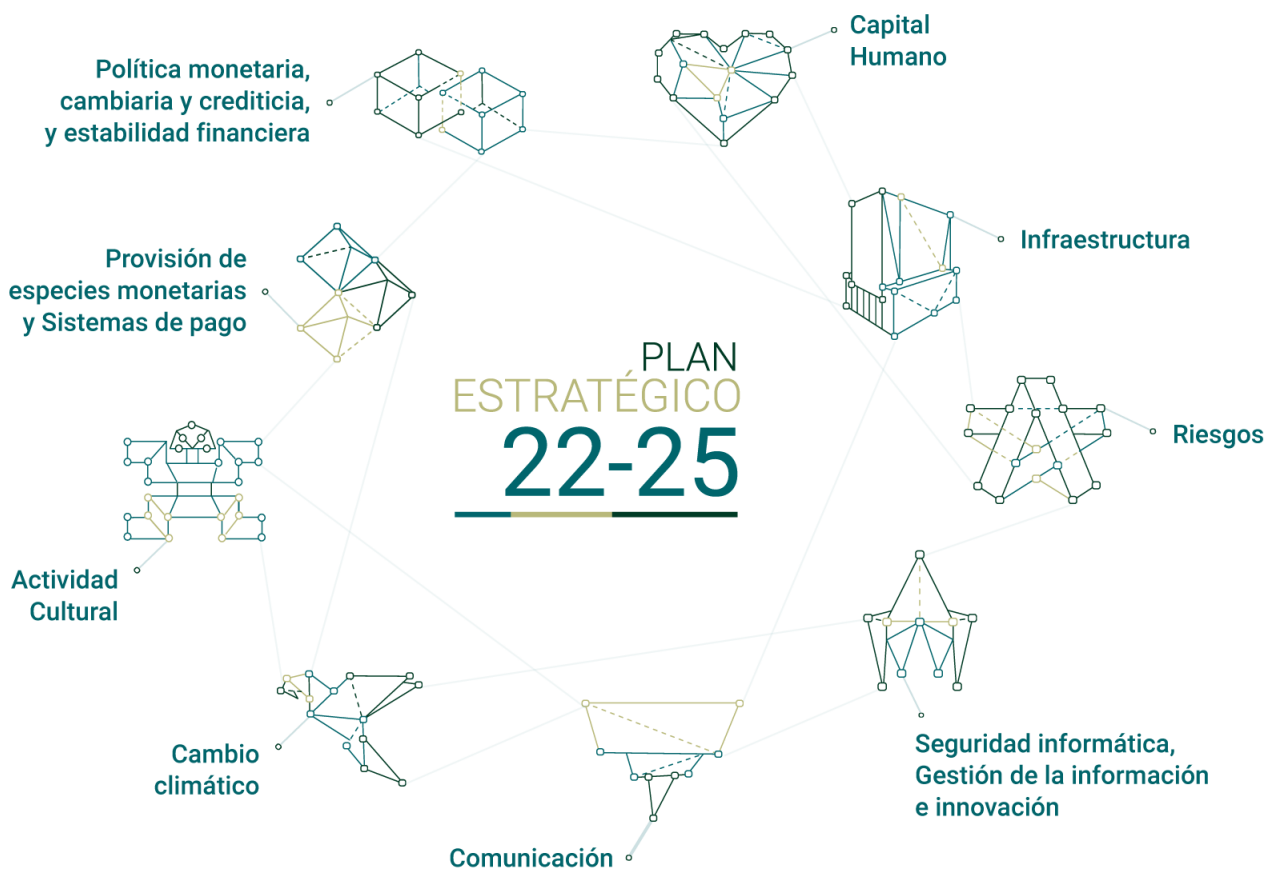 Política monetaria,
cambiaria y crediticia,
y estabilidad financiera
Capital
Humano
Infraestructura
Provisión de
especies monetarias
y Sistemas de pago
PLAN
ESTRATÉGICO
22-25
Riesgos
Actividad
Cultural
Cambio
climático
Seguridad informática,
Gestión de la información
e innovación
Comunicación